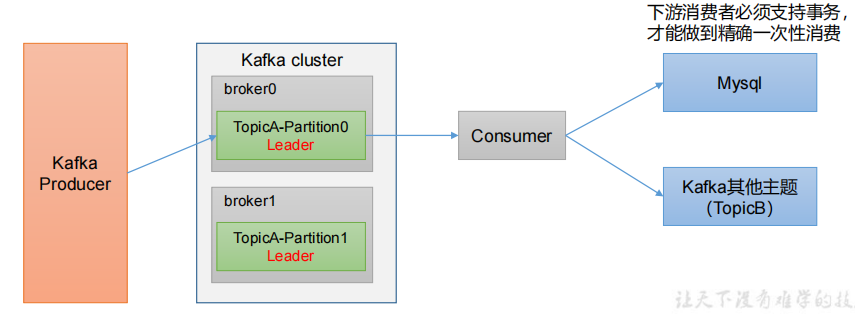 下游消费者必须支持事务，
才能做到精确一次性消费
Kafka cluster
broker0
TopicA-Partition0
Leader
broker1
TopicA-Partition1
Leader
Kafka
Producer
Consumer
Mysql
Kafka其他主题
（TopicB）
让天下没有难学的技